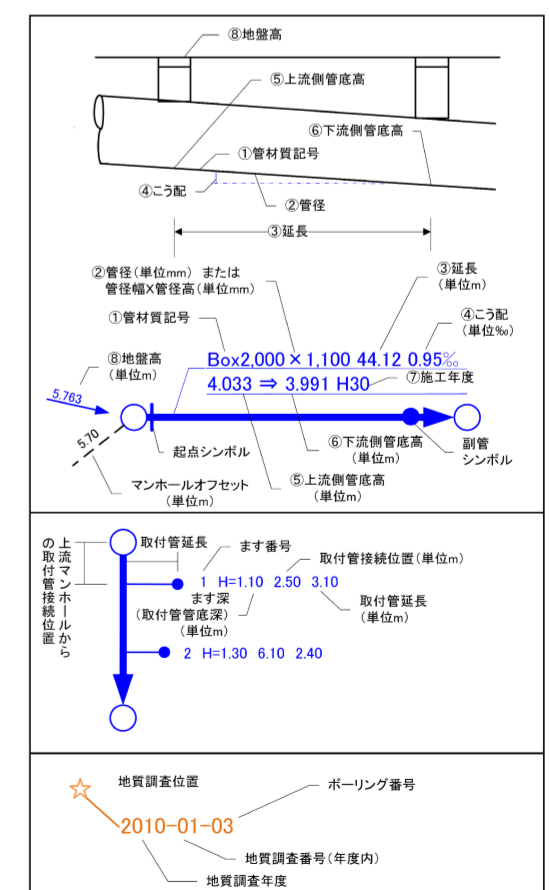 ⑧地盤高
⑤上流側管底高
⑥下流側管底高
①管材質記号
④こう配
②管径
③延長
②管径(単位mm) または
管径幅X管径高(単位mm)
③延長
(単位m)
①管材質記号
④こう配
(単位‰)
⑧地盤高
(単位m)
Box2,000×1,100 44.12 0.95‰
4.033 ⇒ 3.991 H30
⑦施工年度
5.763
5.70
起点シンボル
⑥下流側管底高
(単位m)
副管
シンボル
マンホールオフセット
(単位m)
⑤上流側管底高
(単位m)
上流マンホールから
の取付管接続位置
取付管延長
ます番号
取付管接続位置(単位m)
1 H=1.10 2.50 3.10
ます深
(取付管管底深)
(単位m)
取付管延長
(単位m)
2 H=1.30 6.10 2.40
地質調査位置
ボーリング番号
2010-01-03
地質調査番号(年度内)
地質調査年度